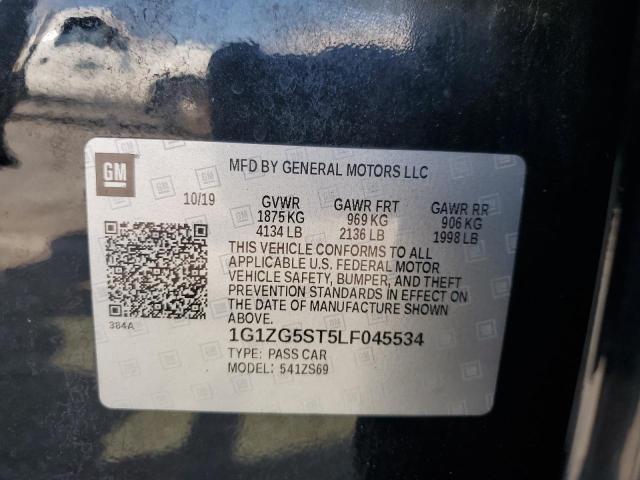 GM
MFD BY GENERAL MOTORS LLC
10/19
GVWR GAWR FRT GAWR RR
1875 KG 969 KG 906 KG
4134 LB 2136 LB 1998 LB
THIS VEHICLE CONFORMS TO ALL
APPLICABLE U.S. FEDERAL MOTOR
VEHICLE SAFETY, BUMPER, AND THEFT
PREVENTION STANDARDS IN EFFECT ON
THE DATE OF MANUFACTURE SHOWN
ABOVE.
384A
1G1ZG5ST5LF045534
TYPE: PASS CAR
MODEL: 541ZS69